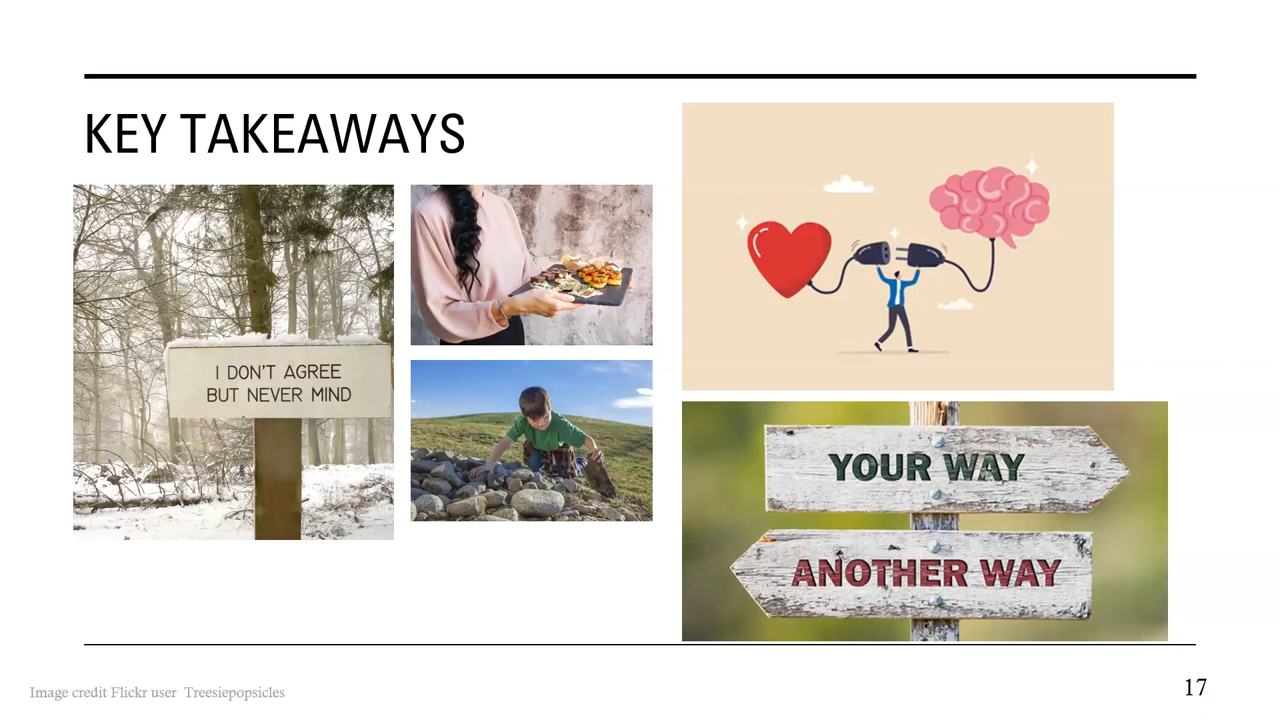 KEY TAKEAWAYS
I DON'T AGREE
BUT NEVER MIND
YOUR WAY
ANOTHER WAY
Image credit Flickr user Treesiepopsicles
17